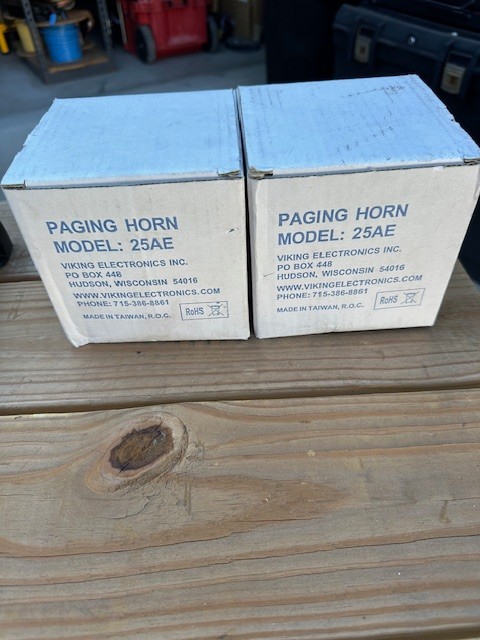 PAGING HORN
MODEL: 25AE
VIKING ELECTRONICS INC.
PO BOX 448
HUDSON, WISCONSIN 54016
WWW.VIKINGELECTRONICS.COM
PHONE: 715-386-8861
MADE IN TAIWAN, R.O.C.
RoHS
PAGING HORN
MODEL: 25AE
VIKING ELECTRONICS INC.
PO BOX 448
HUDSON, WISCONSIN 54016
WWW.VIKINGELECTRONICS.COM
PHONE: 715-386-8861
MADE IN TAIWAN, R.O.C.
RoHS